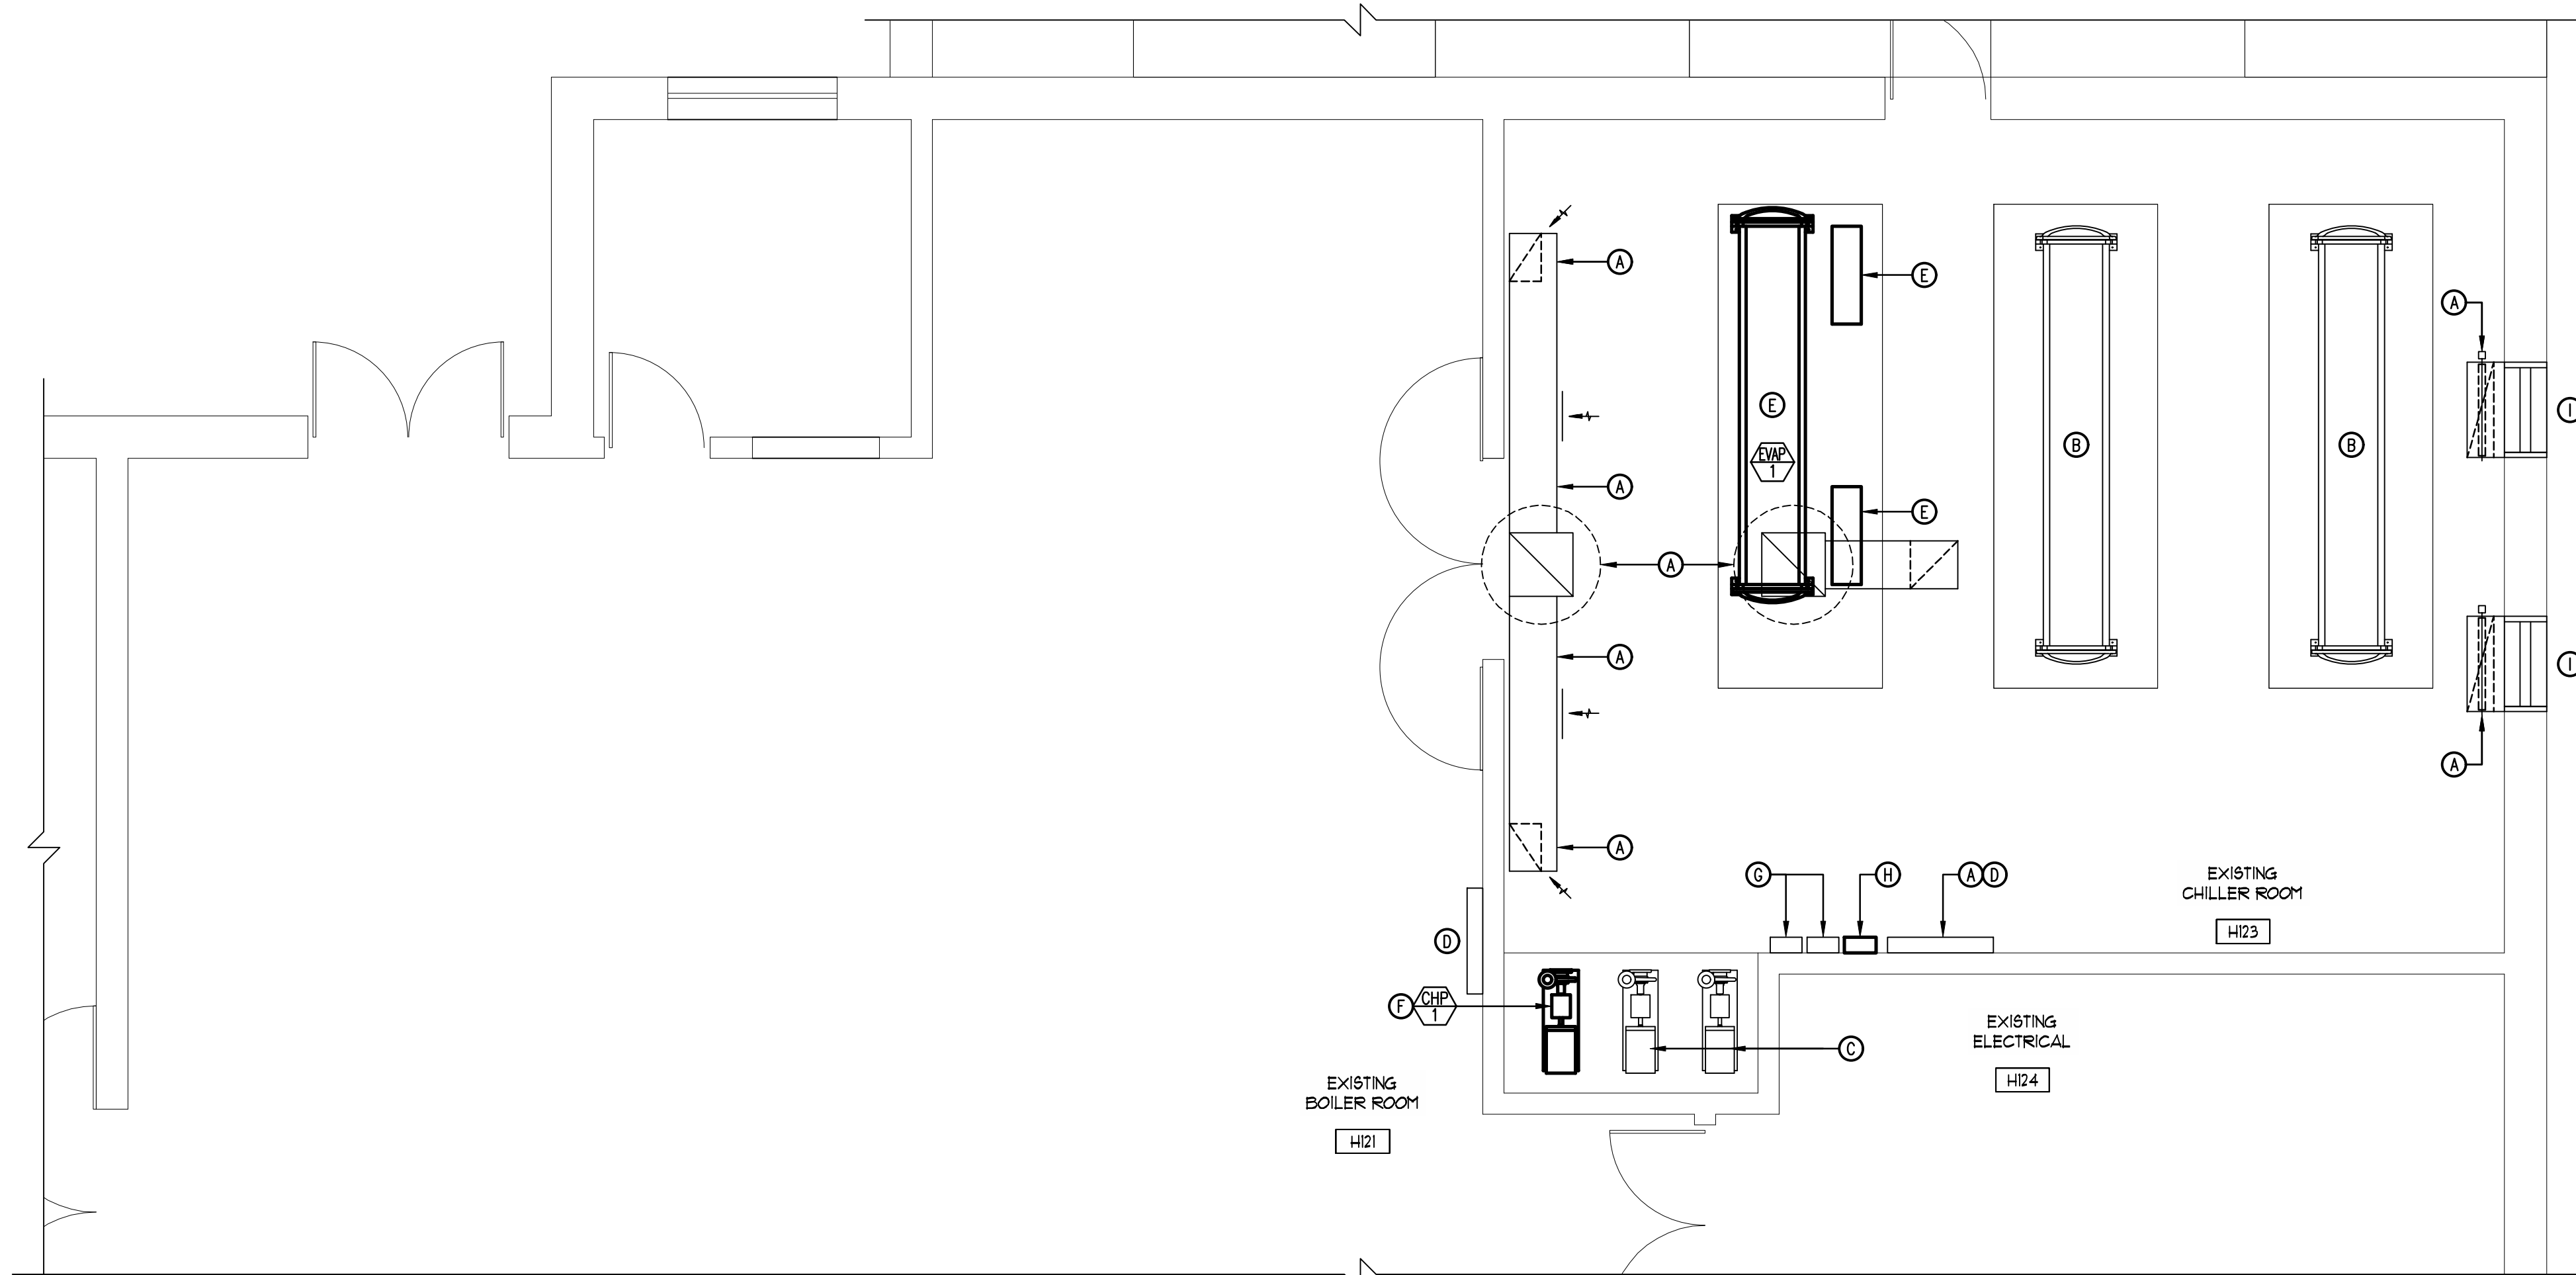 A
E
A
E
I
EVAP
1
B
B
A
E
A
A
I
A
A
G
H
A D
EXISTING
CHILLER ROOM
H123
D
F
CHP
1
EXISTING
ELECTRICAL
C
H124
EXISTING
BOILER ROOM
H121